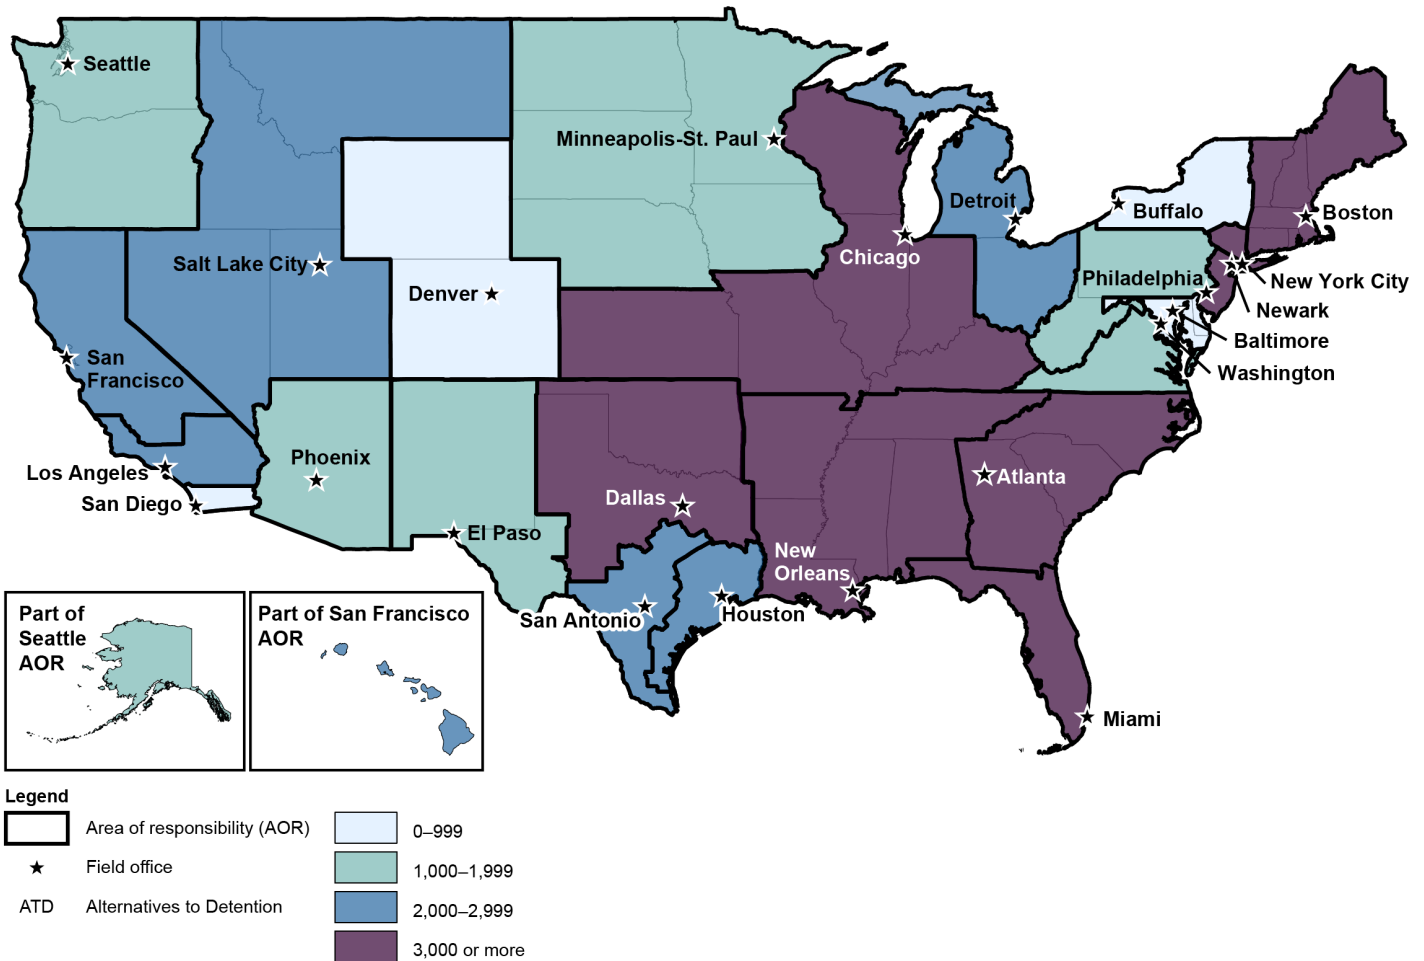 Seattle
Minneapolis-St. Paul
Detroit
Buffalo
Boston
Salt Lake City
Chicago
Denver
Philadelphia
New York City
Newark
Baltimore
Washington
San
Francisco
Los Angeles
San Diego
Phoenix
El Paso
Dallas
Atlanta
New
Orleans
San Antonio
Houston
Miami
Part of
Seattle
AOR
Part of San Francisco
AOR
Legend
Area of responsibility (AOR)
Field office
ATD Alternatives to Detention
0–999
1,000–1,999
2,000–2,999
3,000 or more